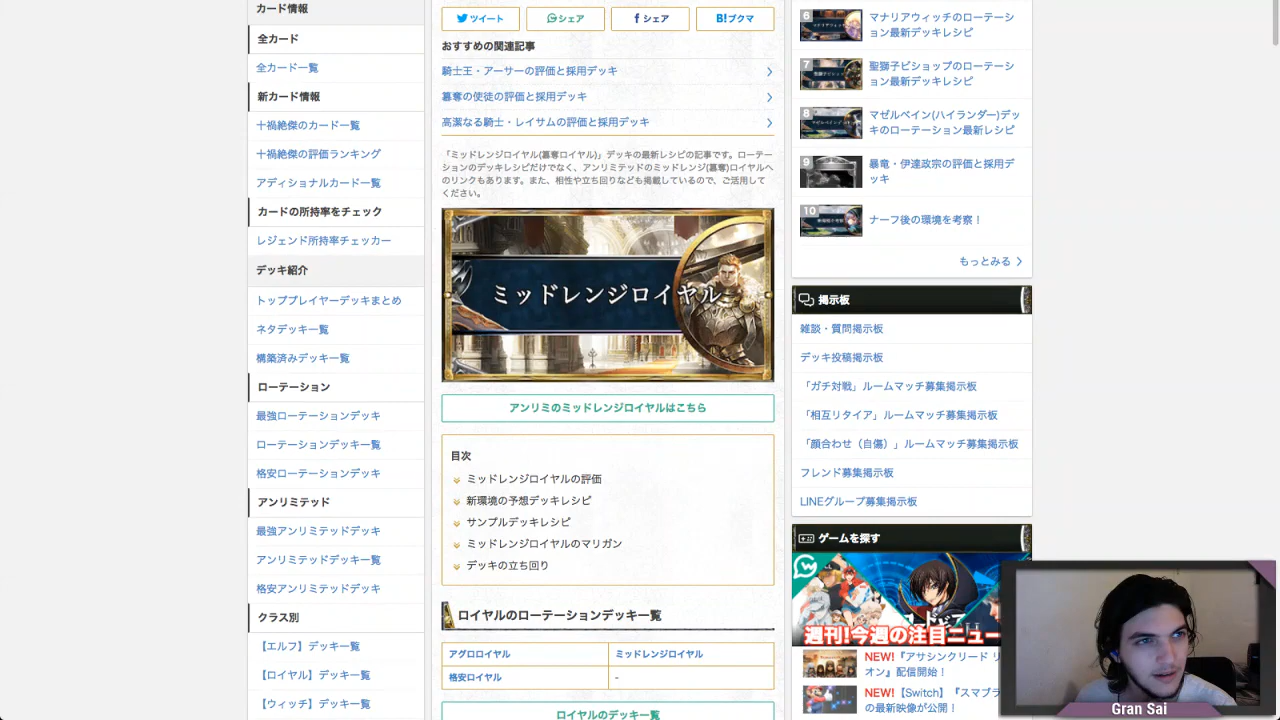 カード情報
全カード
全カード一覧
新カード情報
十禍絶傑のカード一覧
十禍絶傑の評価ランキング
アディショナルカード一覧
カードの所持率をチェック
レジェンド所持率チェッカー
デッキ紹介
トッププレイヤーデッキまとめ
ネタデッキ一覧
構築済みデッキ一覧
ローテーション
最強ローテーションデッキ
ローテーションデッキ一覧
格安ローテーションデッキ
アンリミテッド
最強アンリミテッドデッキ
アンリミテッドデッキ一覧
格安アンリミテッドデッキ
クラス別
【エルフ】デッキ一覧
【ロイヤル】デッキ一覧
【ウィッチ】デッキ一覧
ツイート
シェア
シェア
B!ブクマ
おすすめの関連記事
騎士王・アーサーの評価と採用デッキ
簒奪の使徒の評価と採用デッキ
高潔なる騎士・レイサムの評価と採用デッキ
「ミッドレンジロイヤル(簒奪ロイヤル)」デッキの最新レシピの記事です。ローテー
ションのデッキレシピだけでなく、アンリミテッドのミッドレンジ(簒奪)ロイヤルへ
のリンクもあります。また、相性や立ち回りなども掲載しているので、ご活用して
ください。
ミッドレンジロイヤル
アンリミのミッドレンジロイヤルはこちら
目次
ミッドレンジロイヤルの評価
新環境の予想デッキレシピ
サンプルデッキレシピ
ミッドレンジロイヤルのマリガン
デッキの立ち回り
ロイヤルのローテーションデッキ一覧
アグロロイヤル
ミッドレンジロイヤル
格安ロイヤル
-
ロイヤルのデッキ一覧
6
マナリアウィッチのローテーシ
ョン最新デッキレシピ
7
聖獅子ビショップのローテーシ
ョン最新デッキレシピ
8
マゼルベイン(ハイランダー)デッ
キのローテーション最新レシピ
9
暴竜・伊達政宗の評価と採用デ
ッキ
10
ナーフ後の環境を考察！
もっとみる
掲示板
雑談・質問掲示板
デッキ投稿掲示板
「ガチ対戦」ルームマッチ募集掲示板
「相互リタイア」ルームマッチ募集掲示板
「顔合わせ（自傷）」ルームマッチ募集掲示板
フレンド募集掲示板
LINEグループ募集掲示板
ゲームを探す
週刊!今週の注目ニュー
NEW!『アサシンクリード リ
オン』配信開始！
NEW!【Switch】『スマブラ
の最新映像が公開！
Gran Sai